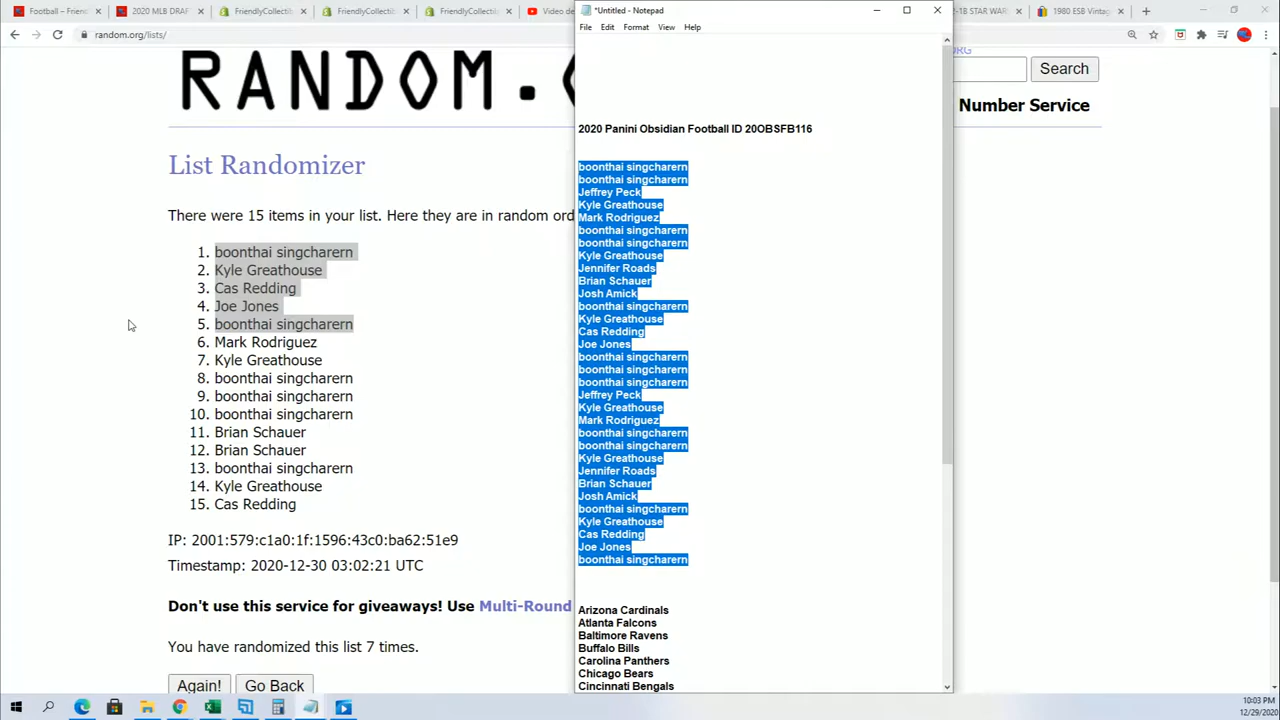 Football – Frien
2020 MLB DRAF
FriendlyCollectib
FriendlyCollectib
FriendlyCollectib
Video de
*Untitled - Notepad
-1B STAR WAR
1980's Vintag
random.org/lists/
File Edit Format View Help
RANDOM.
Search
Number Service
2020 Panini Obsidian Football ID 20OBSFB116
List Randomizer
There were 15 items in your list. Here they are in random ord
1. boonthai singcharern
2. Kyle Greathouse
3. Cas Redding
4. Joe Jones
5. boonthai singcharern
6. Mark Rodriguez
7. Kyle Greathouse
8. boonthai singcharern
9. boonthai singcharern
10. boonthai singcharern
11. Brian Schauer
12. Brian Schauer
13. boonthai singcharern
14. Kyle Greathouse
15. Cas Redding
IP: 2001:579:c1a0:1f:1596:43c0:ba62:51e9
Timestamp: 2020-12-30 03:02:21 UTC
Don't use this service for giveaways! Use Multi-Round
You have randomized this list 7 times.
Again! Go Back
boonthai singcharern
boonthai singcharern
Jeffrey Peck
Kyle Greathouse
Mark Rodriguez
boonthai singcharern
boonthai singcharern
Kyle Greathouse
Jennifer Roads
Brian Schauer
Josh Amick
boonthai singcharern
Kyle Greathouse
Cas Redding
Joe Jones
boonthai singcharern
boonthai singcharern
boonthai singcharern
Jeffrey Peck
Kyle Greathouse
Mark Rodriguez
boonthai singcharern
boonthai singcharern
Kyle Greathouse
Jennifer Roads
Brian Schauer
Josh Amick
boonthai singcharern
Kyle Greathouse
Cas Redding
Joe Jones
boonthai singcharern
Arizona Cardinals
Atlanta Falcons
Baltimore Ravens
Buffalo Bills
Carolina Panthers
Chicago Bears
Cincinnati Bengals
10:03 PM
12/29/2020